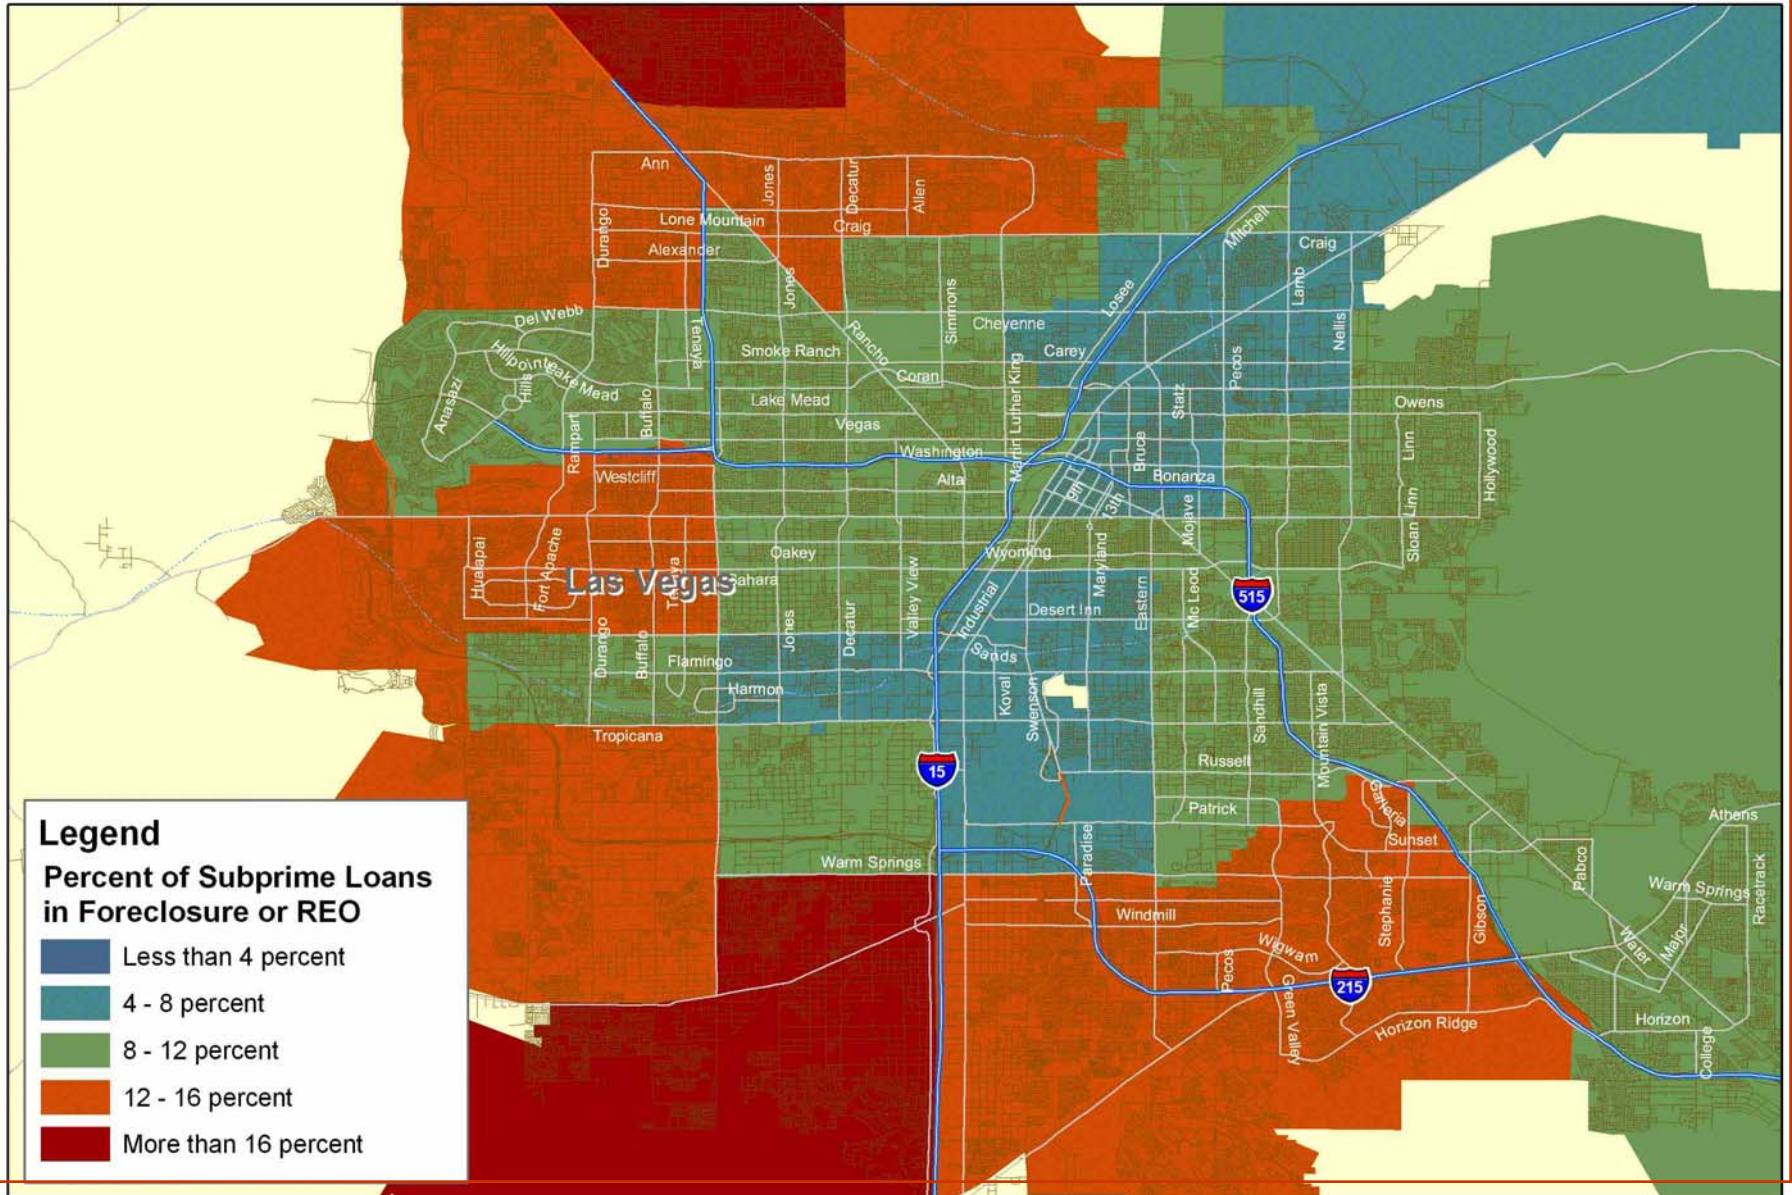 Ann
Jones
Decatur
Allen
Durango
Lone Mountain
Craig
Mitchell
Craig
Alexander
Jones
Lamb
Losee
Simmons
Del Webb
Tenaya
Rancho
Cheyenne
Nellis
Hillpointe
Lake Mead
Smoke Ranch
Carey
Pecos
Coran
Hills
Anasazi
Buffalo
Lake Mead
Martin Luther King
Statz
Owens
Vegas
Rampart
Washington
Bruce
Linn
Hollywood
Westcliff
Alta
9th
Bonanza
13th
Mojave
Sloan
Linn
Hualapai
Fort Apache
Oakey
Wyoming
Maryland
Las Vegas
Sahara
Valley View
Industrial
Desert Inn
Eastern
Mc Leod
515
Durango
Buffalo
Jones
Decatur
Flamingo
Sands
Harmon
Koval
Swenson
Sandhill
Mountain Vista
Tropicana
15
Russell
Patrick
Galleria
Sunset
Athens
Warm Springs
Paradise
Pabco
Warm Springs
Racetrack
Windmill
Stephanie
Gibson
Wigwam
Pecos
Water
Major
215
Green Valley
Horizon Ridge
Horizon
College
Legend
Percent of Subprime Loans
in Foreclosure or REO
Less than 4 percent
4 - 8 percent
8 - 12 percent
12 - 16 percent
More than 16 percent